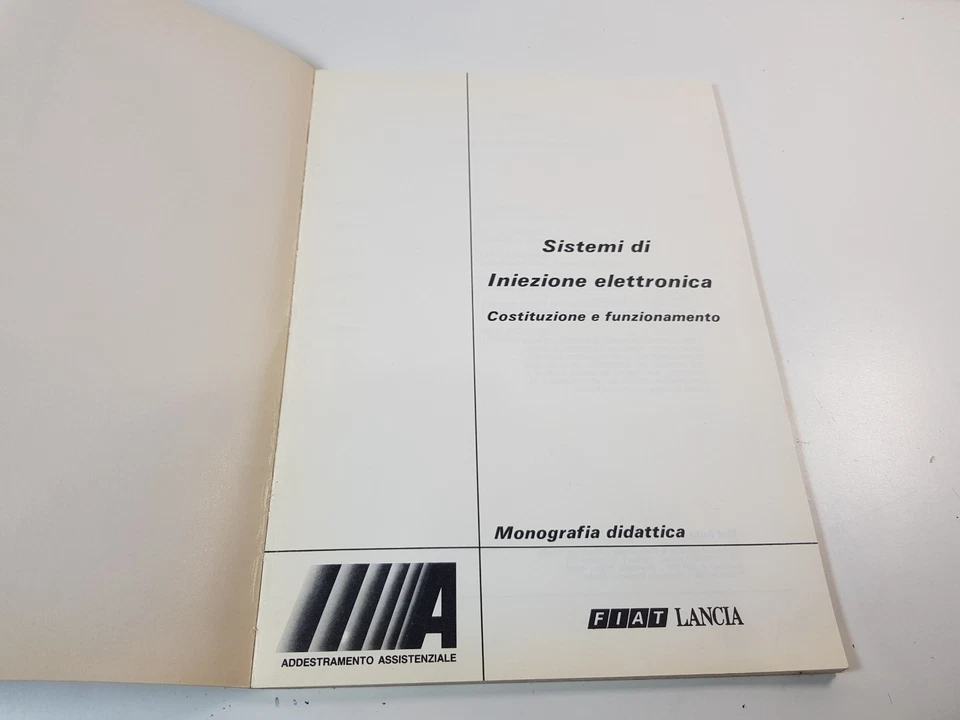 Sistemi di
Iniezione elettronica
Costituzione e funzionamento
Monografia didattica
A
ADDESTRAMENTO ASSISTENZIALE
FIAT LANCIA